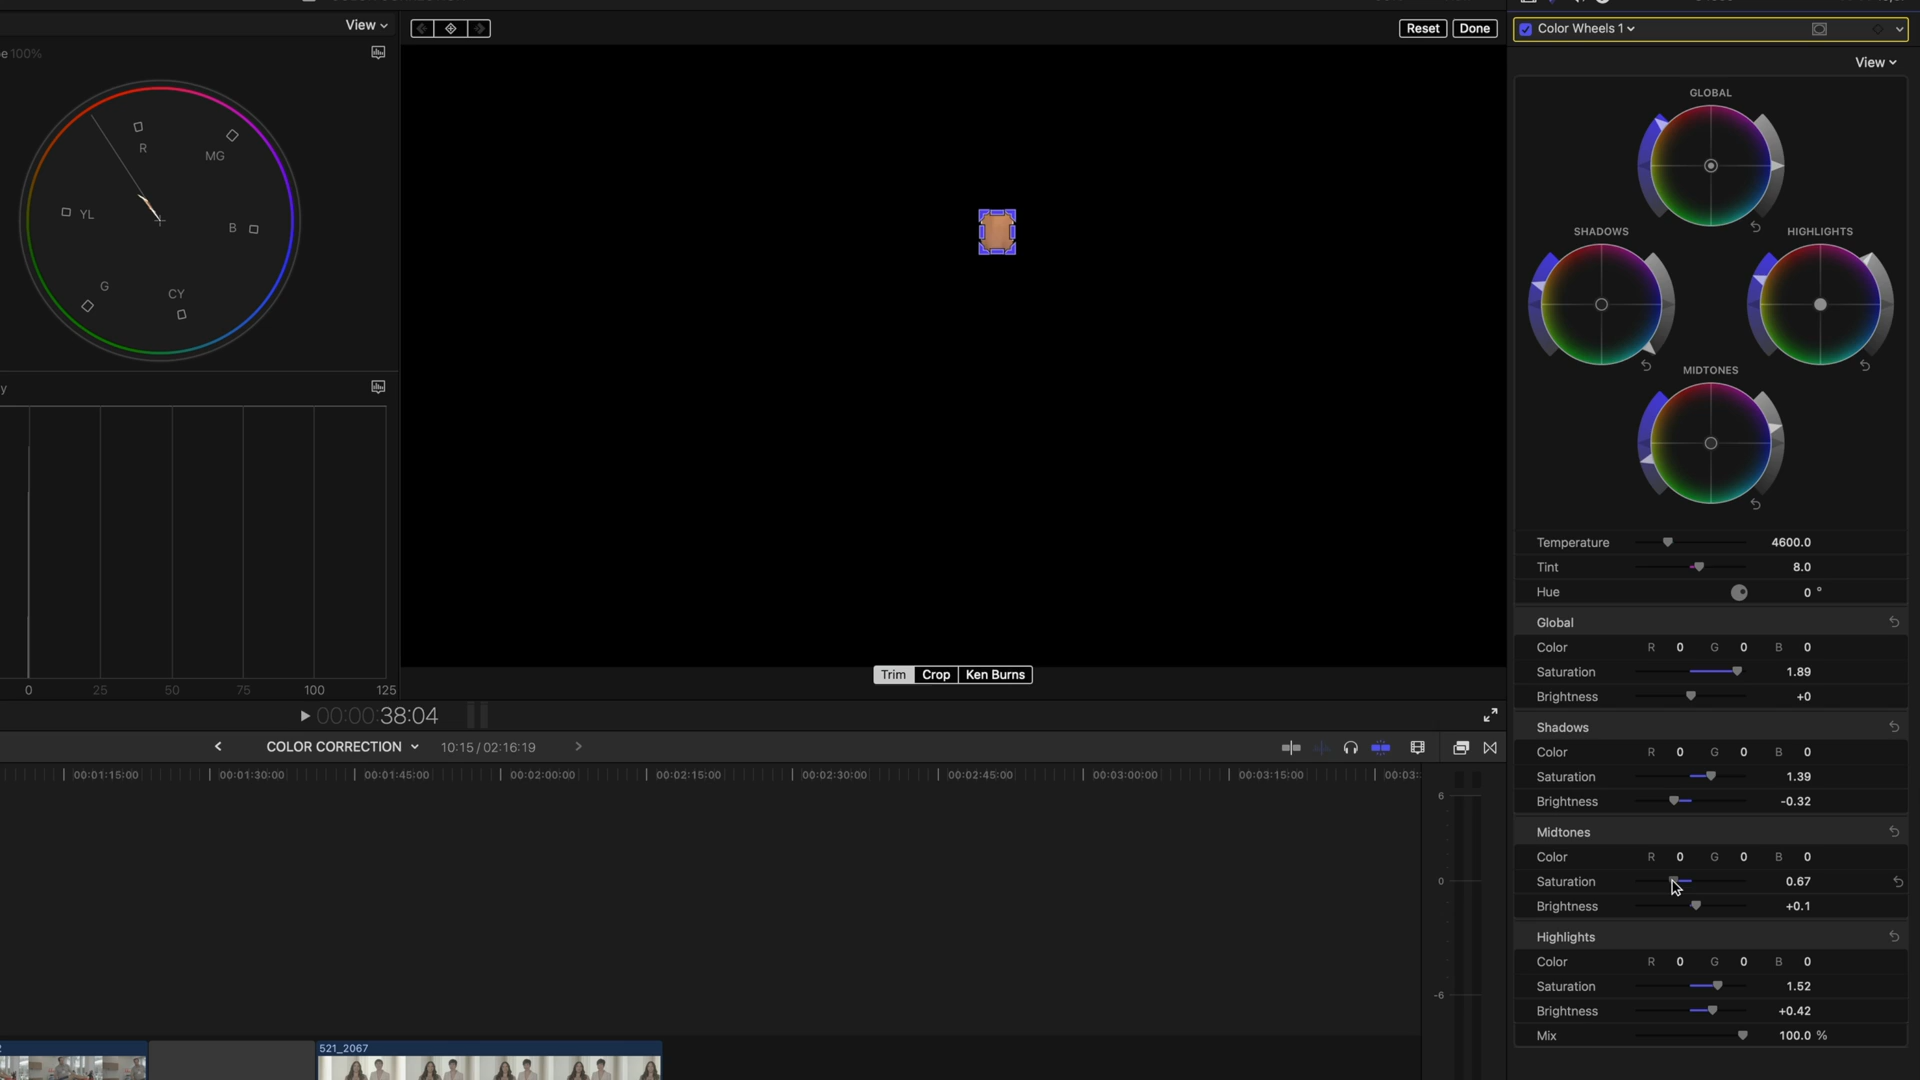 View
Reset
Done
Color Wheels 1
e 100%
View
GLOBAL
SHADOWS
HIGHLIGHTS
MIDTONES
R
MG
YL
B
G
CY
y
0 25 50 75 100 125
Trim
Crop
Ken Burns
Temperature 4600.0
Tint 8.0
Hue 0 °
Global
Color R 0 G 0 B 0
Saturation 1.89
Brightness +0
Shadows
Color R 0 G 0 B 0
Saturation 1.39
Brightness -0.32
Midtones
Color R 0 G 0 B 0
Saturation 0.67
Brightness +0.1
Highlights
Color R 0 G 0 B 0
Saturation 1.52
Brightness +0.42
Mix 100.0 %
00:00:38:04
COLOR CORRECTION
10:15 / 02:16:19
00:01:15:00 00:01:30:00 00:01:45:00 00:02:00:00 00:02:15:00 00:02:30:00 00:02:45:00 00:03:00:00 00:03:15:00 00:03:
6
0
-6
2
521_2067